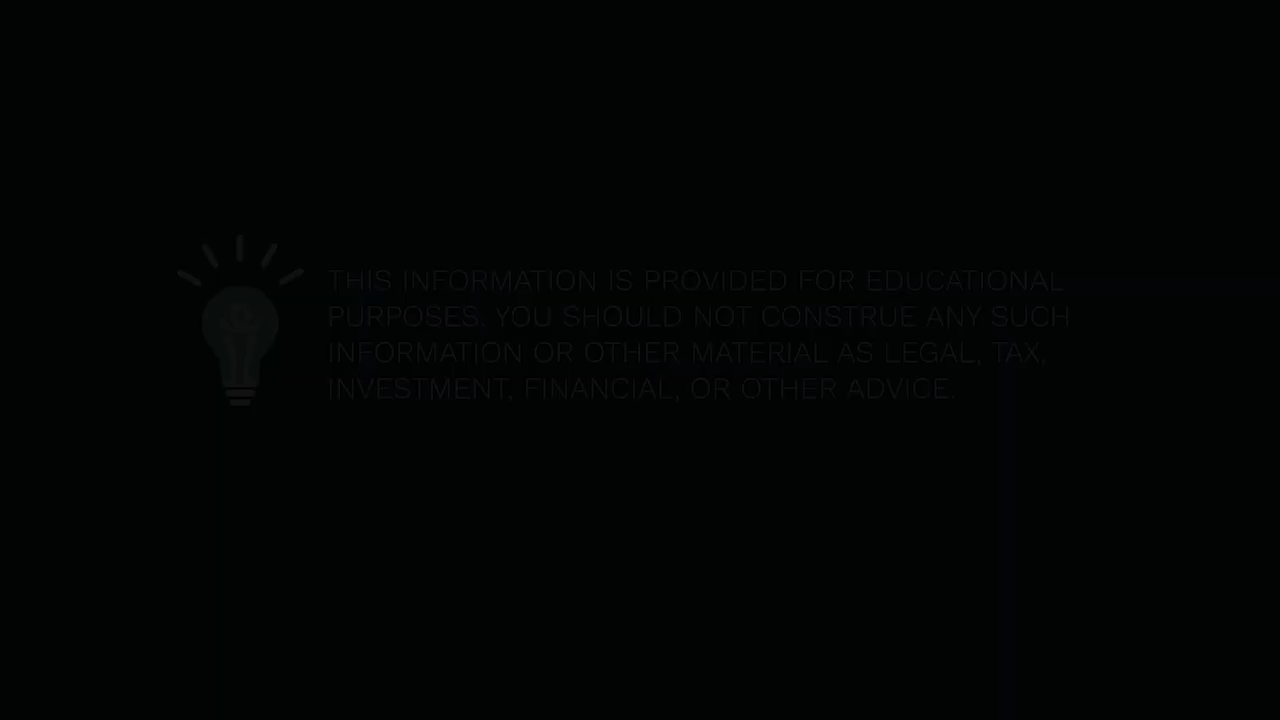 THIS INFORMATION IS PROVIDED FOR EDUCATIONAL
PURPOSES. YOU SHOULD NOT CONSTRUE ANY SUCH
INFORMATION OR OTHER MATERIAL AS LEGAL, TAX,
INVESTMENT, FINANCIAL, OR OTHER ADVICE.